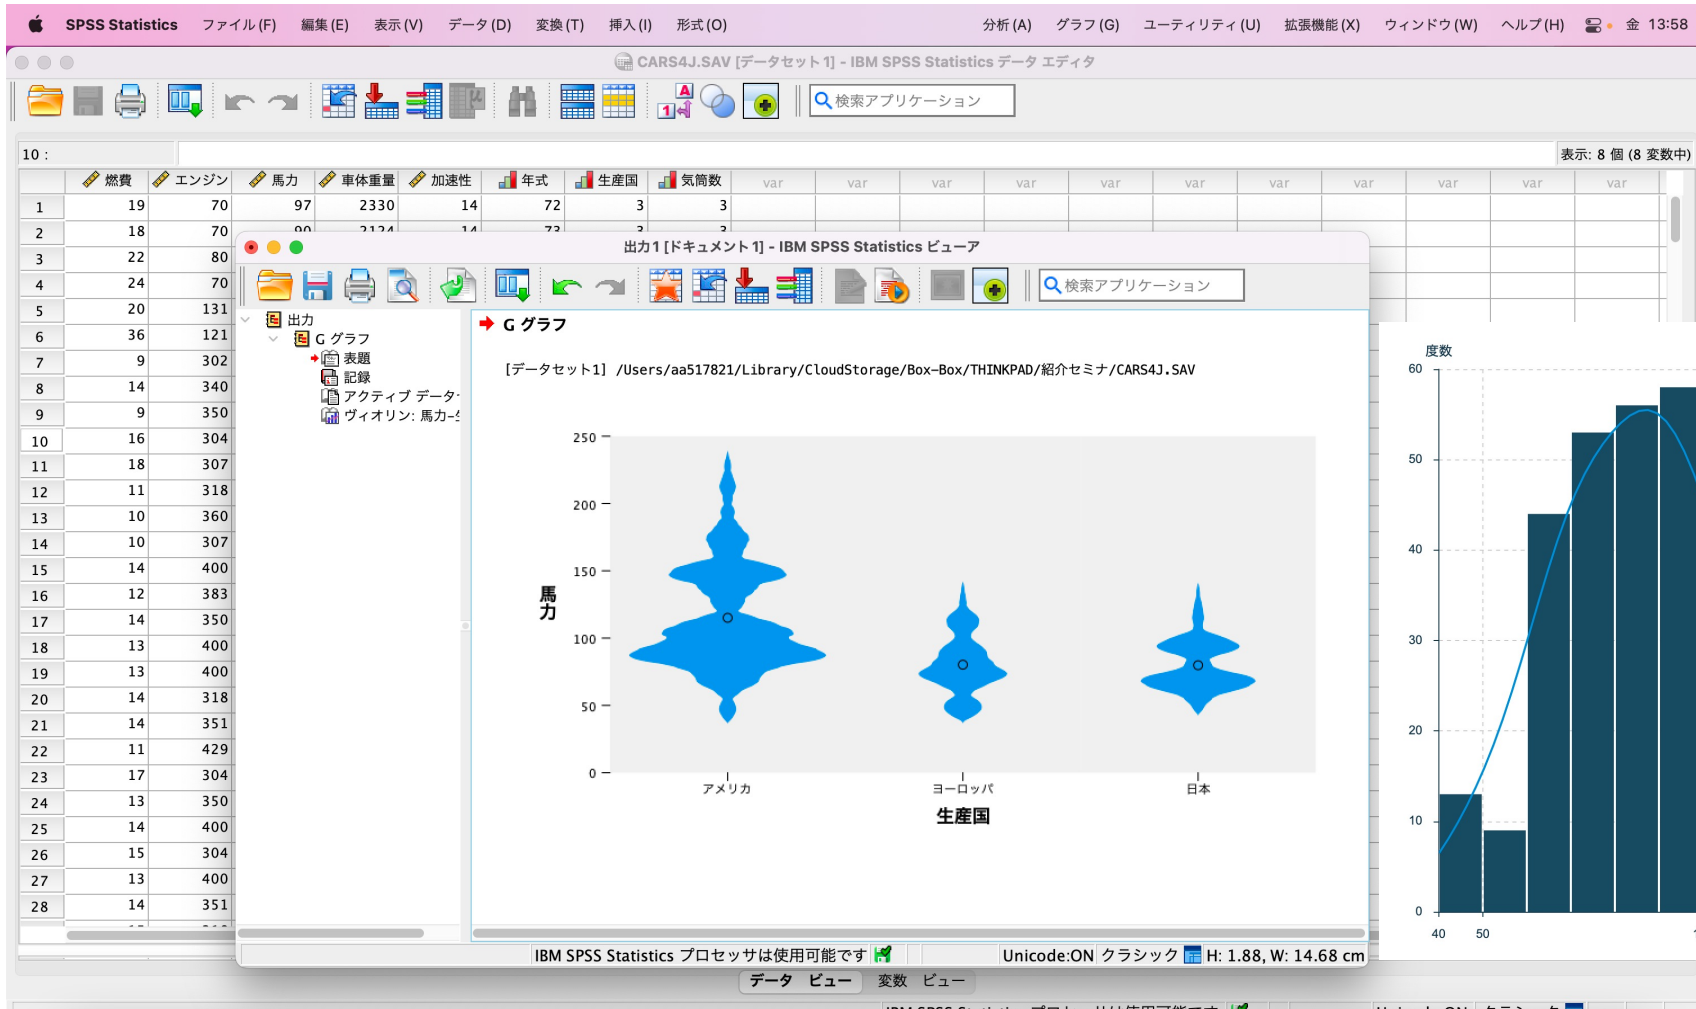 SPSS Statistics ファイル(F) 編集(E) 表示(V) データ(D) 変換(T) 挿入(I) 形式(O) 分析(A) グラフ(G) ユーティリティ(U) 拡張機能(X) ウィンドウ(W) ヘルプ(H) 金 13:58
CARS4J.SAV [データセット1] - IBM SPSS Statistics データ エディタ
検索アプリケーション
10 :
表示: 8 個 (8 変数中)
燃費 エンジン 馬力 車体重量 加速性 年式 生産国 気筒数 var var var var var var var var var var var
1 19 70 97 2330 14 72 3 3
2 18 70 90 2124 14 73 3 3
3 22 80
4 24 70
5 20 131
6 36 121
7 9 302
8 14 340
9 9 350
10 16 304
11 18 307
12 11 318
13 10 360
14 10 307
15 14 400
16 12 383
17 14 350
18 13 400
19 13 400
20 14 318
21 14 351
22 11 429
23 17 304
24 13 350
25 14 400
26 15 304
27 13 400
28 14 351
出力1 [ドキュメント1] - IBM SPSS Statistics ビューア
検索アプリケーション
出力
G グラフ
表題
記録
アクティブ データ
ヴィオリン: 馬力-
G グラフ
[データセット1] /Users/aa517821/Library/CloudStorage/Box-Box/THINKPAD/紹介セミナ/CARS4J.SAV
250
200
150
100
50
0
馬力
アメリカ ヨーロッパ 日本
生産国
IBM SPSS Statistics プロセッサは使用可能です Unicode:ON クラシック H: 1.88, W: 14.68 cm
度数
60
50
40
30
20
10
0
40 50
データ ビュー 変数 ビュー